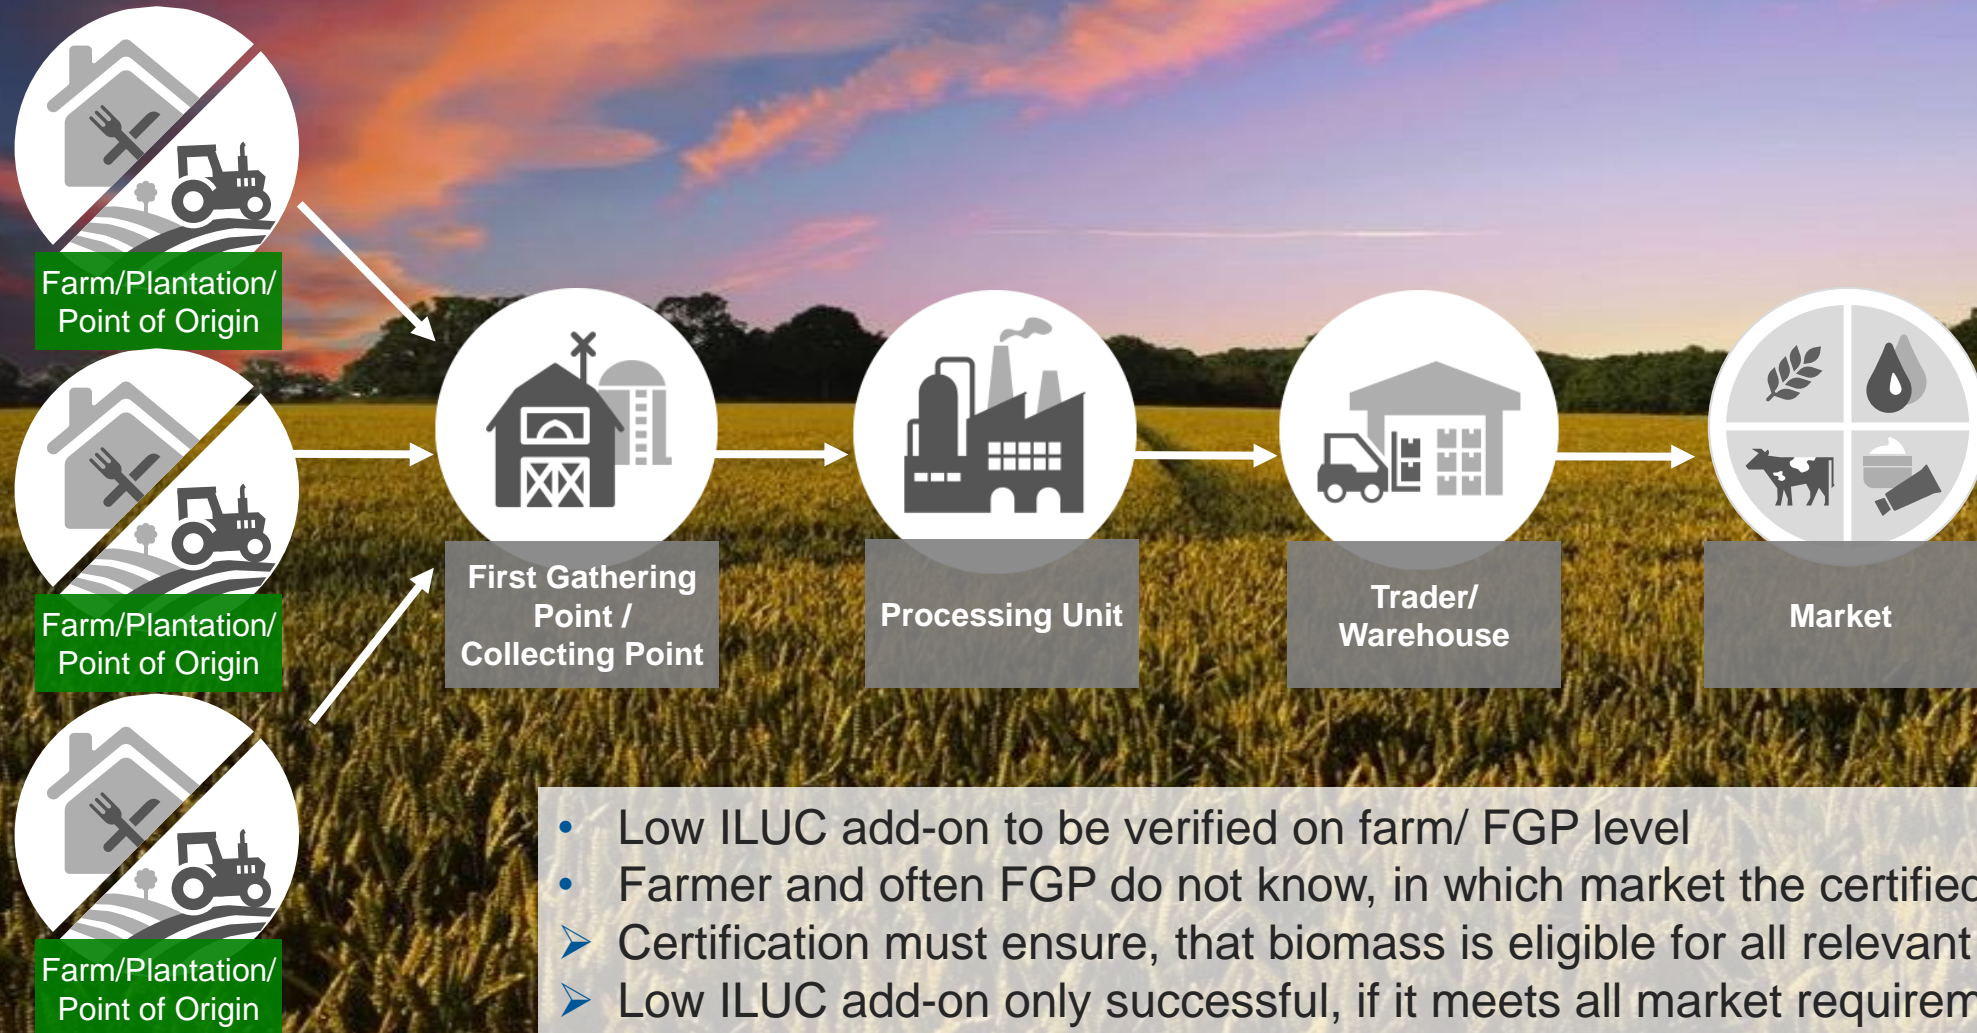 Farm/Plantation/
Point of Origin
Farm/Plantation/
Point of Origin
Farm/Plantation/
Point of Origin
First Gathering
Point /
Collecting Point
Processing Unit
Trader/
Warehouse
Market
• Low ILUC add-on to be verified on farm/ FGP level
• Farmer and often FGP do not know, in which market the certified
➢ Certification must ensure, that biomass is eligible for all relevant
➢ Low ILUC add-on only successful, if it meets all market